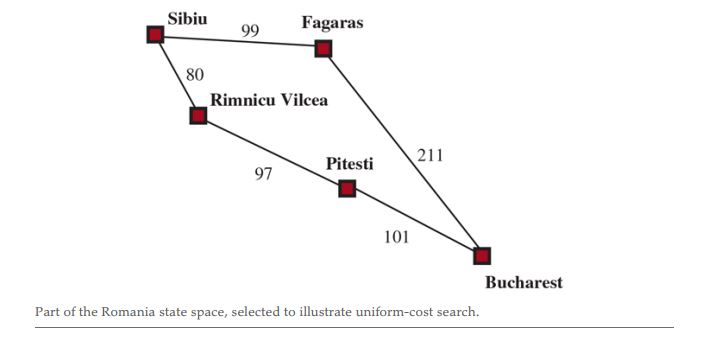 Sibiu
99
Fagaras
80
Rimnicu Vilcea
211
Pitesti
97
101
Bucharest
Part of the Romania state space, selected to illustrate uniform-cost search.